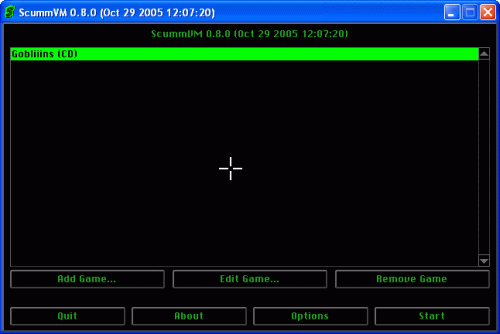 ScummVM 0.8.0 (Oct 29 2005 12:07:20)
ScummVM 0.8.0 (Oct 29 2005 12:07:20)
Gobliiins (CD)
Add Game... Edit Game... Remove Game
Quit About Options Start